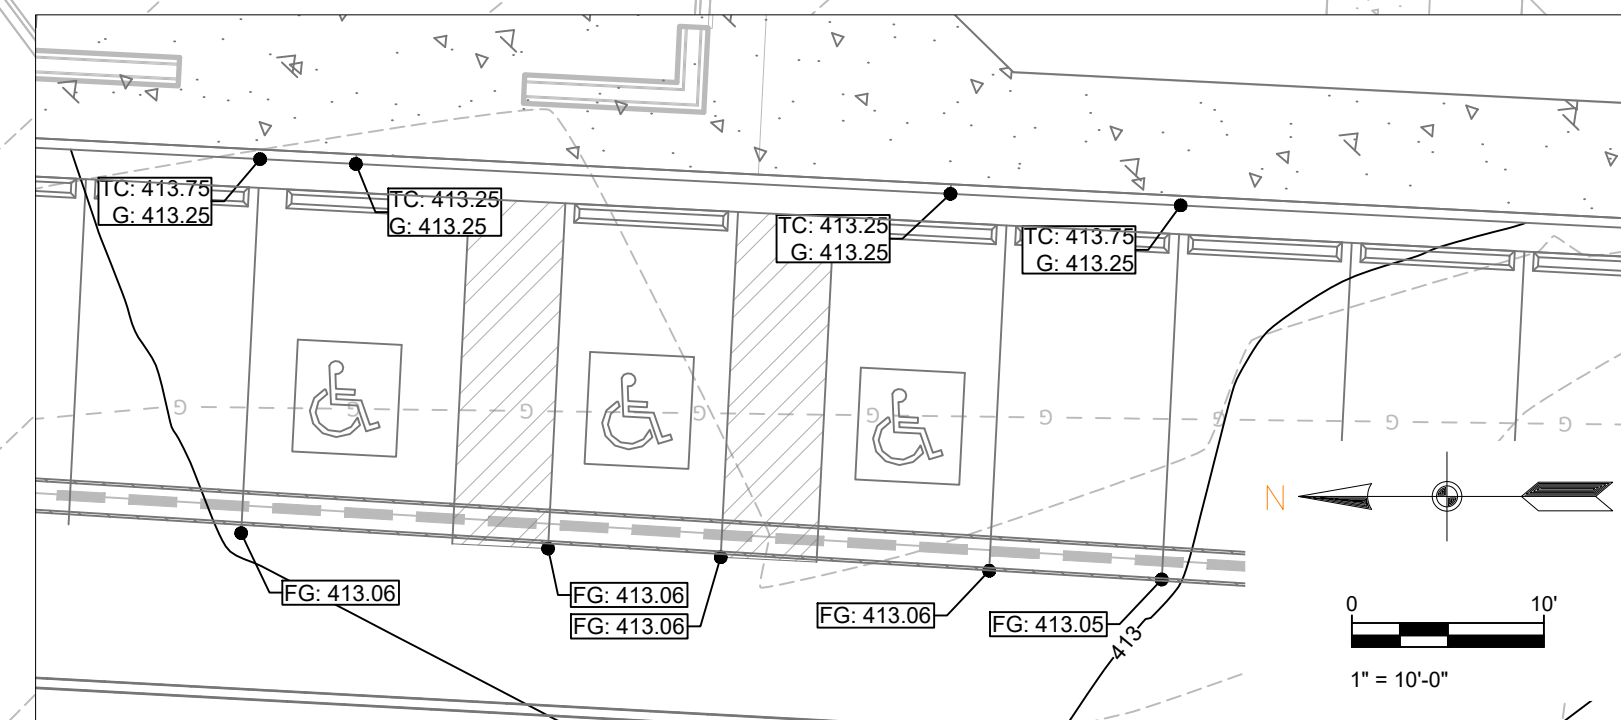 TC: 413.75
G: 413.25
TC: 413.25
G: 413.25
TC: 413.25
G: 413.25
TC: 413.75
G: 413.25
G
G
G
G
G
G
G
G
G
N
FG: 413.06
FG: 413.06
FG: 413.06
FG: 413.06
FG: 413.05
413
0
10'
1" = 10'-0"